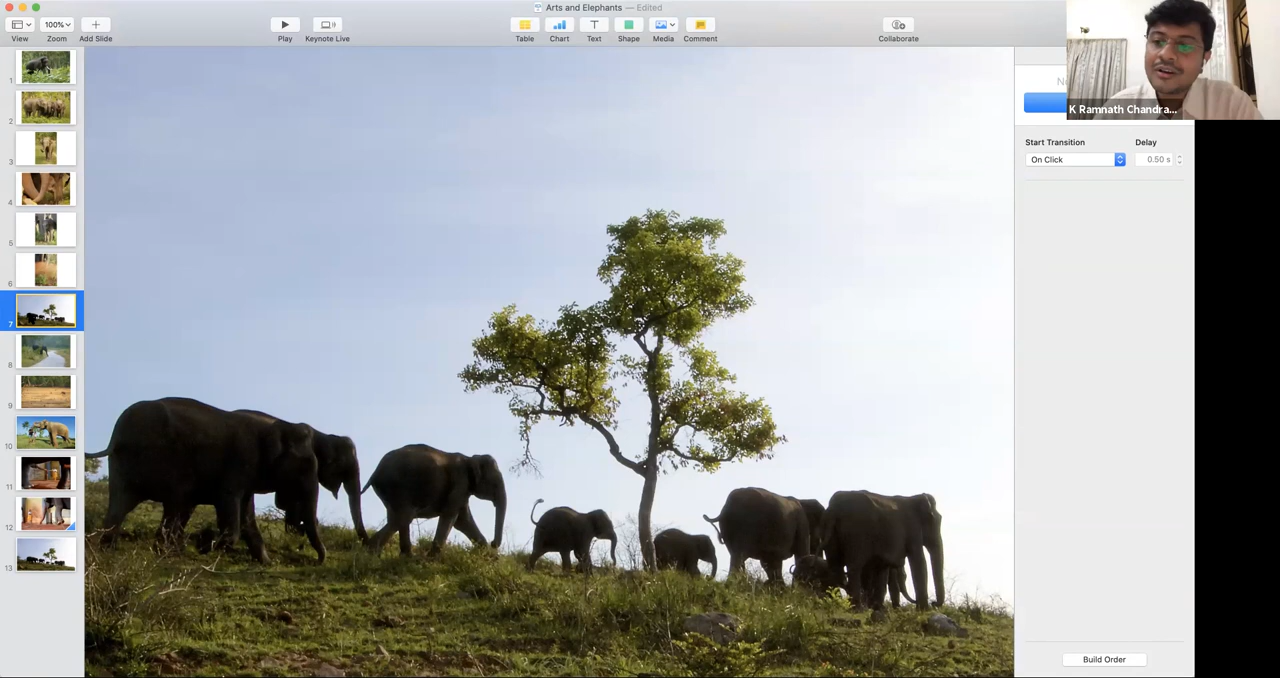 Arts and Elephants — Edited
100%
View
Zoom
Add Slide
Play
Keynote Live
Table
Chart
Text
Shape
Media
Comment
Collaborate
K Ramnath Chandra...
Start Transition
Delay
On Click
0.50 s
1
2
3
4
5
6
7
8
9
10
11
12
13
Build Order